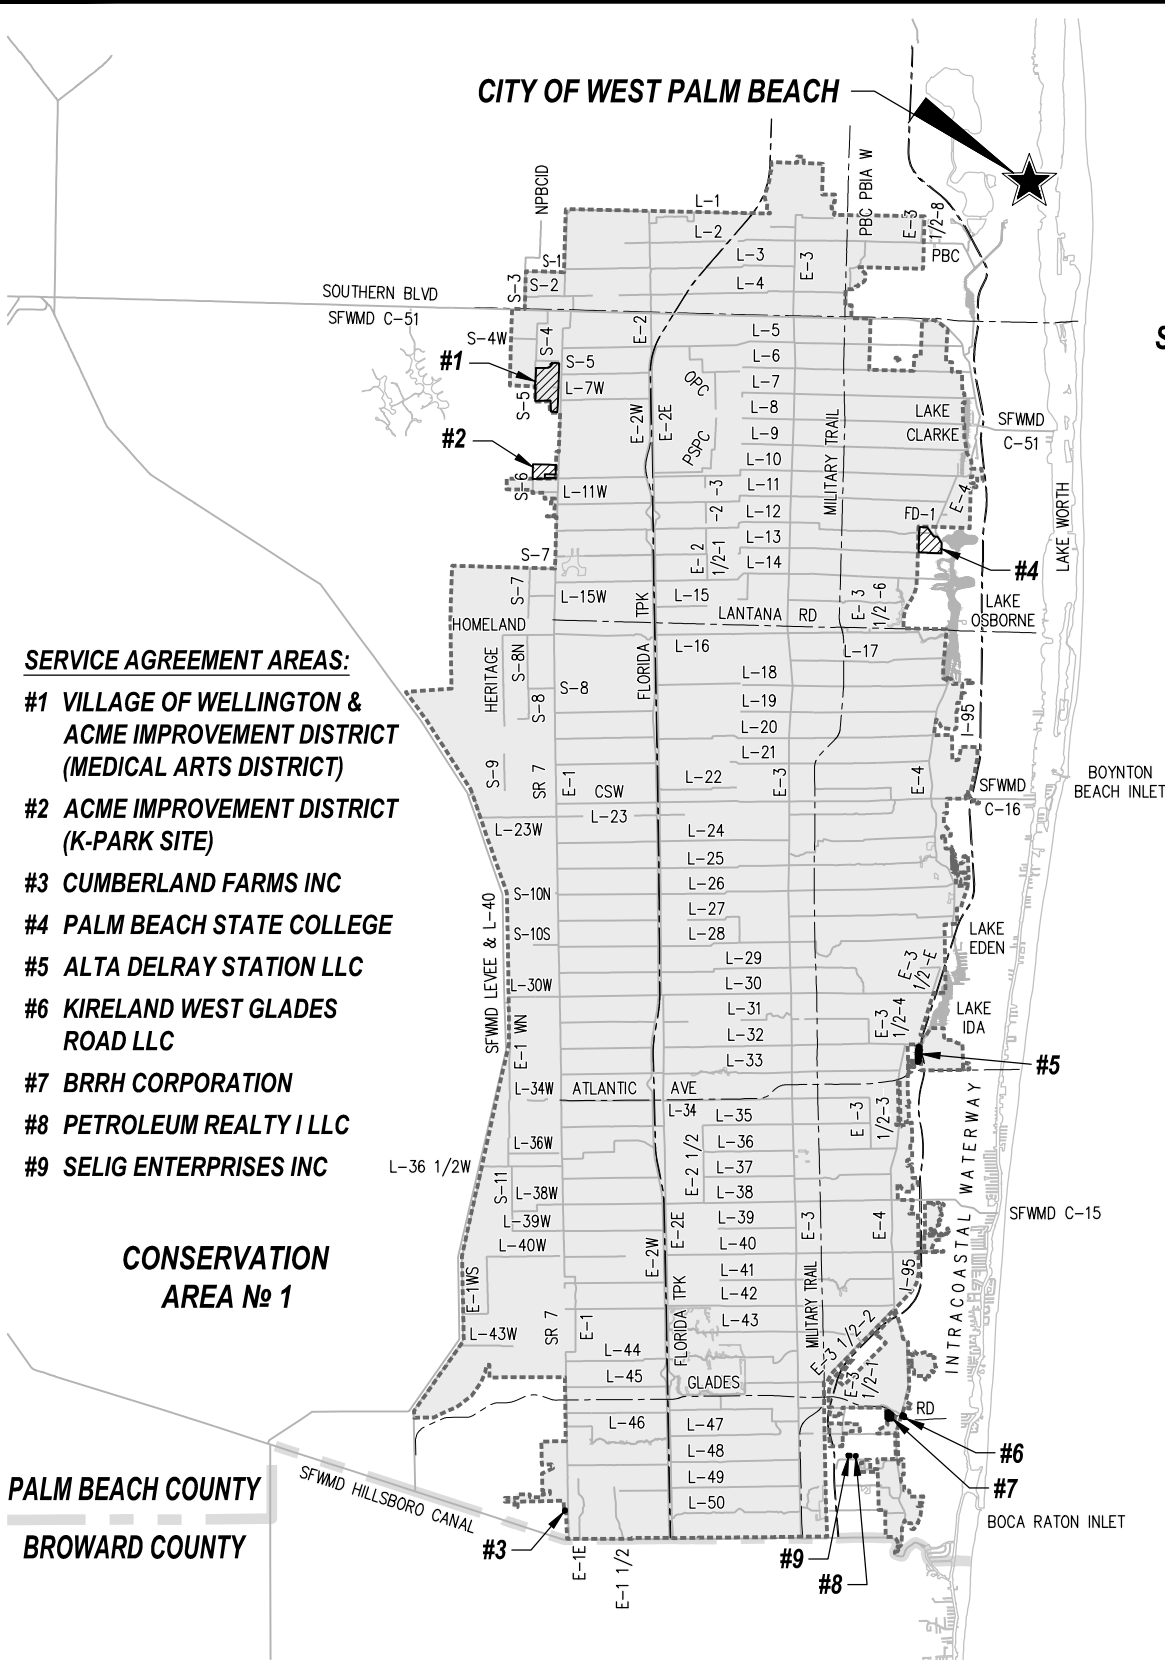 CITY OF WEST PALM BEACH
NPBCID
PBC PBIA W
L-1
L-2
E-3
1/2-8
PBC
S-1
L-3
E-3
S-3
S-2
L-4
SOUTHERN BLVD
SFWMD C-51
S-4W
S-4
E-2
L-5
S
#1
S-5
L-6
L-7W
OPC
L-7
S-5
E-2W
E-2E
L-8
MILITARY TRAIL
LAKE
CLARKE
SFWMD
C-51
#2
PSPC
L-9
L-10
S-6
L-11W
-3
L-11
E-4
LAKE WORTH
-2
L-12
FD-1
L-13
E-2
1/2-1
S-7
L-14
#4
S-7
L-15W
TPK
L-15
E-3
1/2-6
LANTANA RD
LAKE
OSBORNE
HOMELAND
HERITAGE
S-8N
FLORIDA
L-16
L-17
SERVICE AGREEMENT AREAS:
#1 VILLAGE OF WELLINGTON &
ACME IMPROVEMENT DISTRICT
(MEDICAL ARTS DISTRICT)
#2 ACME IMPROVEMENT DISTRICT
(K-PARK SITE)
#3 CUMBERLAND FARMS INC
#4 PALM BEACH STATE COLLEGE
#5 ALTA DELRAY STATION LLC
#6 KIRELAND WEST GLADES
ROAD LLC
#7 BRRH CORPORATION
#8 PETROLEUM REALTY I LLC
#9 SELIG ENTERPRISES INC
L-18
S-8
S-8
L-19
I-95
L-20
L-21
S-9
SR 7
E-1
CSW
L-22
E-3
E-4
SFWMD
C-16
BOYNTON
BEACH INLET
L-23
L-23W
L-24
L-25
S-10N
L-26
SFWMD LEVEE & L-40
L-27
S-10S
L-28
LAKE
EDEN
L-29
E-3
1/2-E
L-30W
L-30
L-31
E-3
1/2-4
LAKE
IDA
E-1 WN
L-32
L-33
#5
L-34W
ATLANTIC AVE
L-34
L-35
E-3
1/2-3
L-36W
E-2 1/2
L-36
L-36 1/2W
L-37
S-11
L-38W
L-38
INTRACOASTAL WATERWAY
L-39W
E-2E
L-39
E-3
E-4
SFWMD C-15
L-40W
E-2W
L-40
CONSERVATION
AREA № 1
E-1WS
L-41
I-95
FLORIDA TPK
L-42
MILITARY TRAIL
L-43W
SR 7
E-1
L-43
L-44
E-3 1/2-2
L-45
GLADES
E-3
1/2-1
RD
L-46
L-47
L-48
#6
PALM BEACH COUNTY
BROWARD COUNTY
SFWMD HILLSBORO CANAL
L-49
#7
L-50
BOCA RATON INLET
#3
E-1E
E-1 1/2
#9
#8